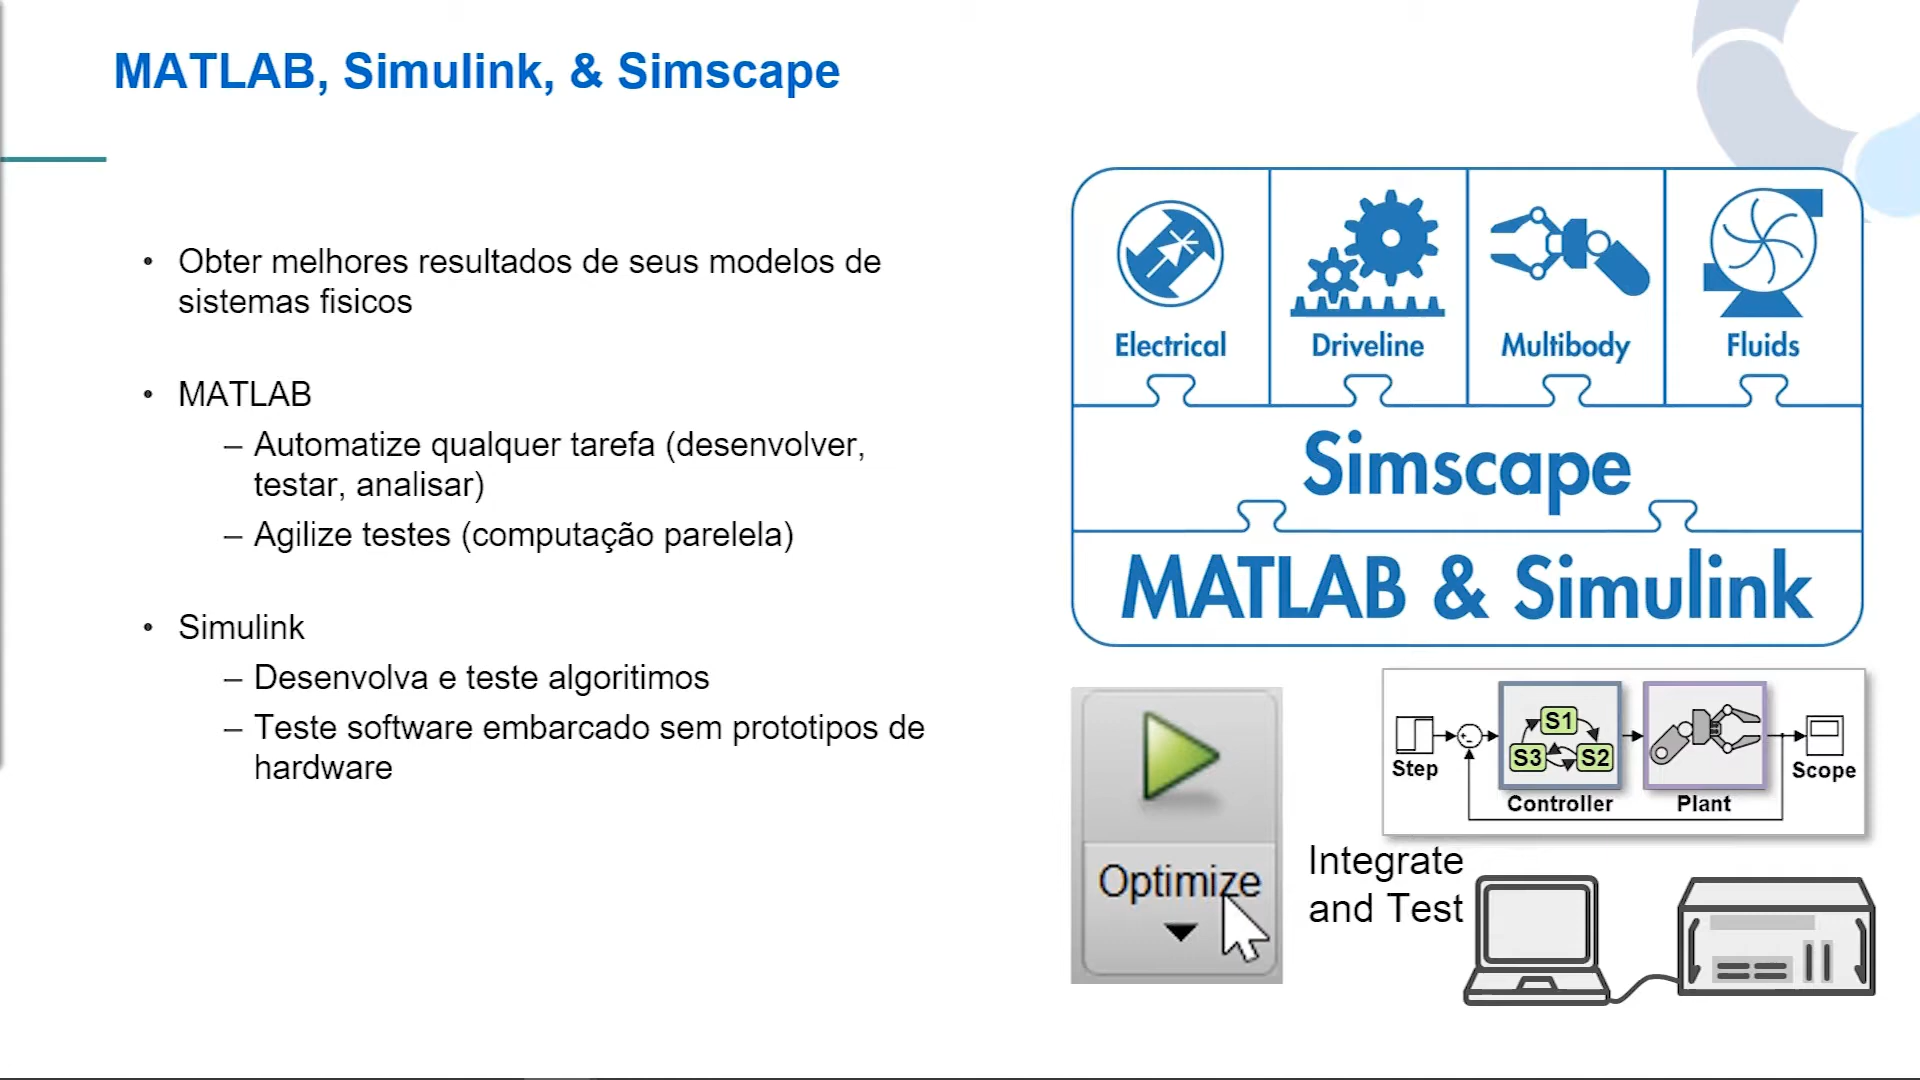 MATLAB, Simulink, & Simscape
• Obter melhores resultados de seus modelos de
sistemas fisicos
• MATLAB
– Automatize qualquer tarefa (desenvolver,
testar, analisar)
– Agilize testes (computação parelela)
• Simulink
– Desenvolva e teste algoritimos
– Teste software embarcado sem prototipos de
hardware
Electrical
Driveline
Multibody
Fluids
Simscape
MATLAB & Simulink
Optimize
Step
S1
S3
S2
Controller
Plant
Scope
Integrate
and Test